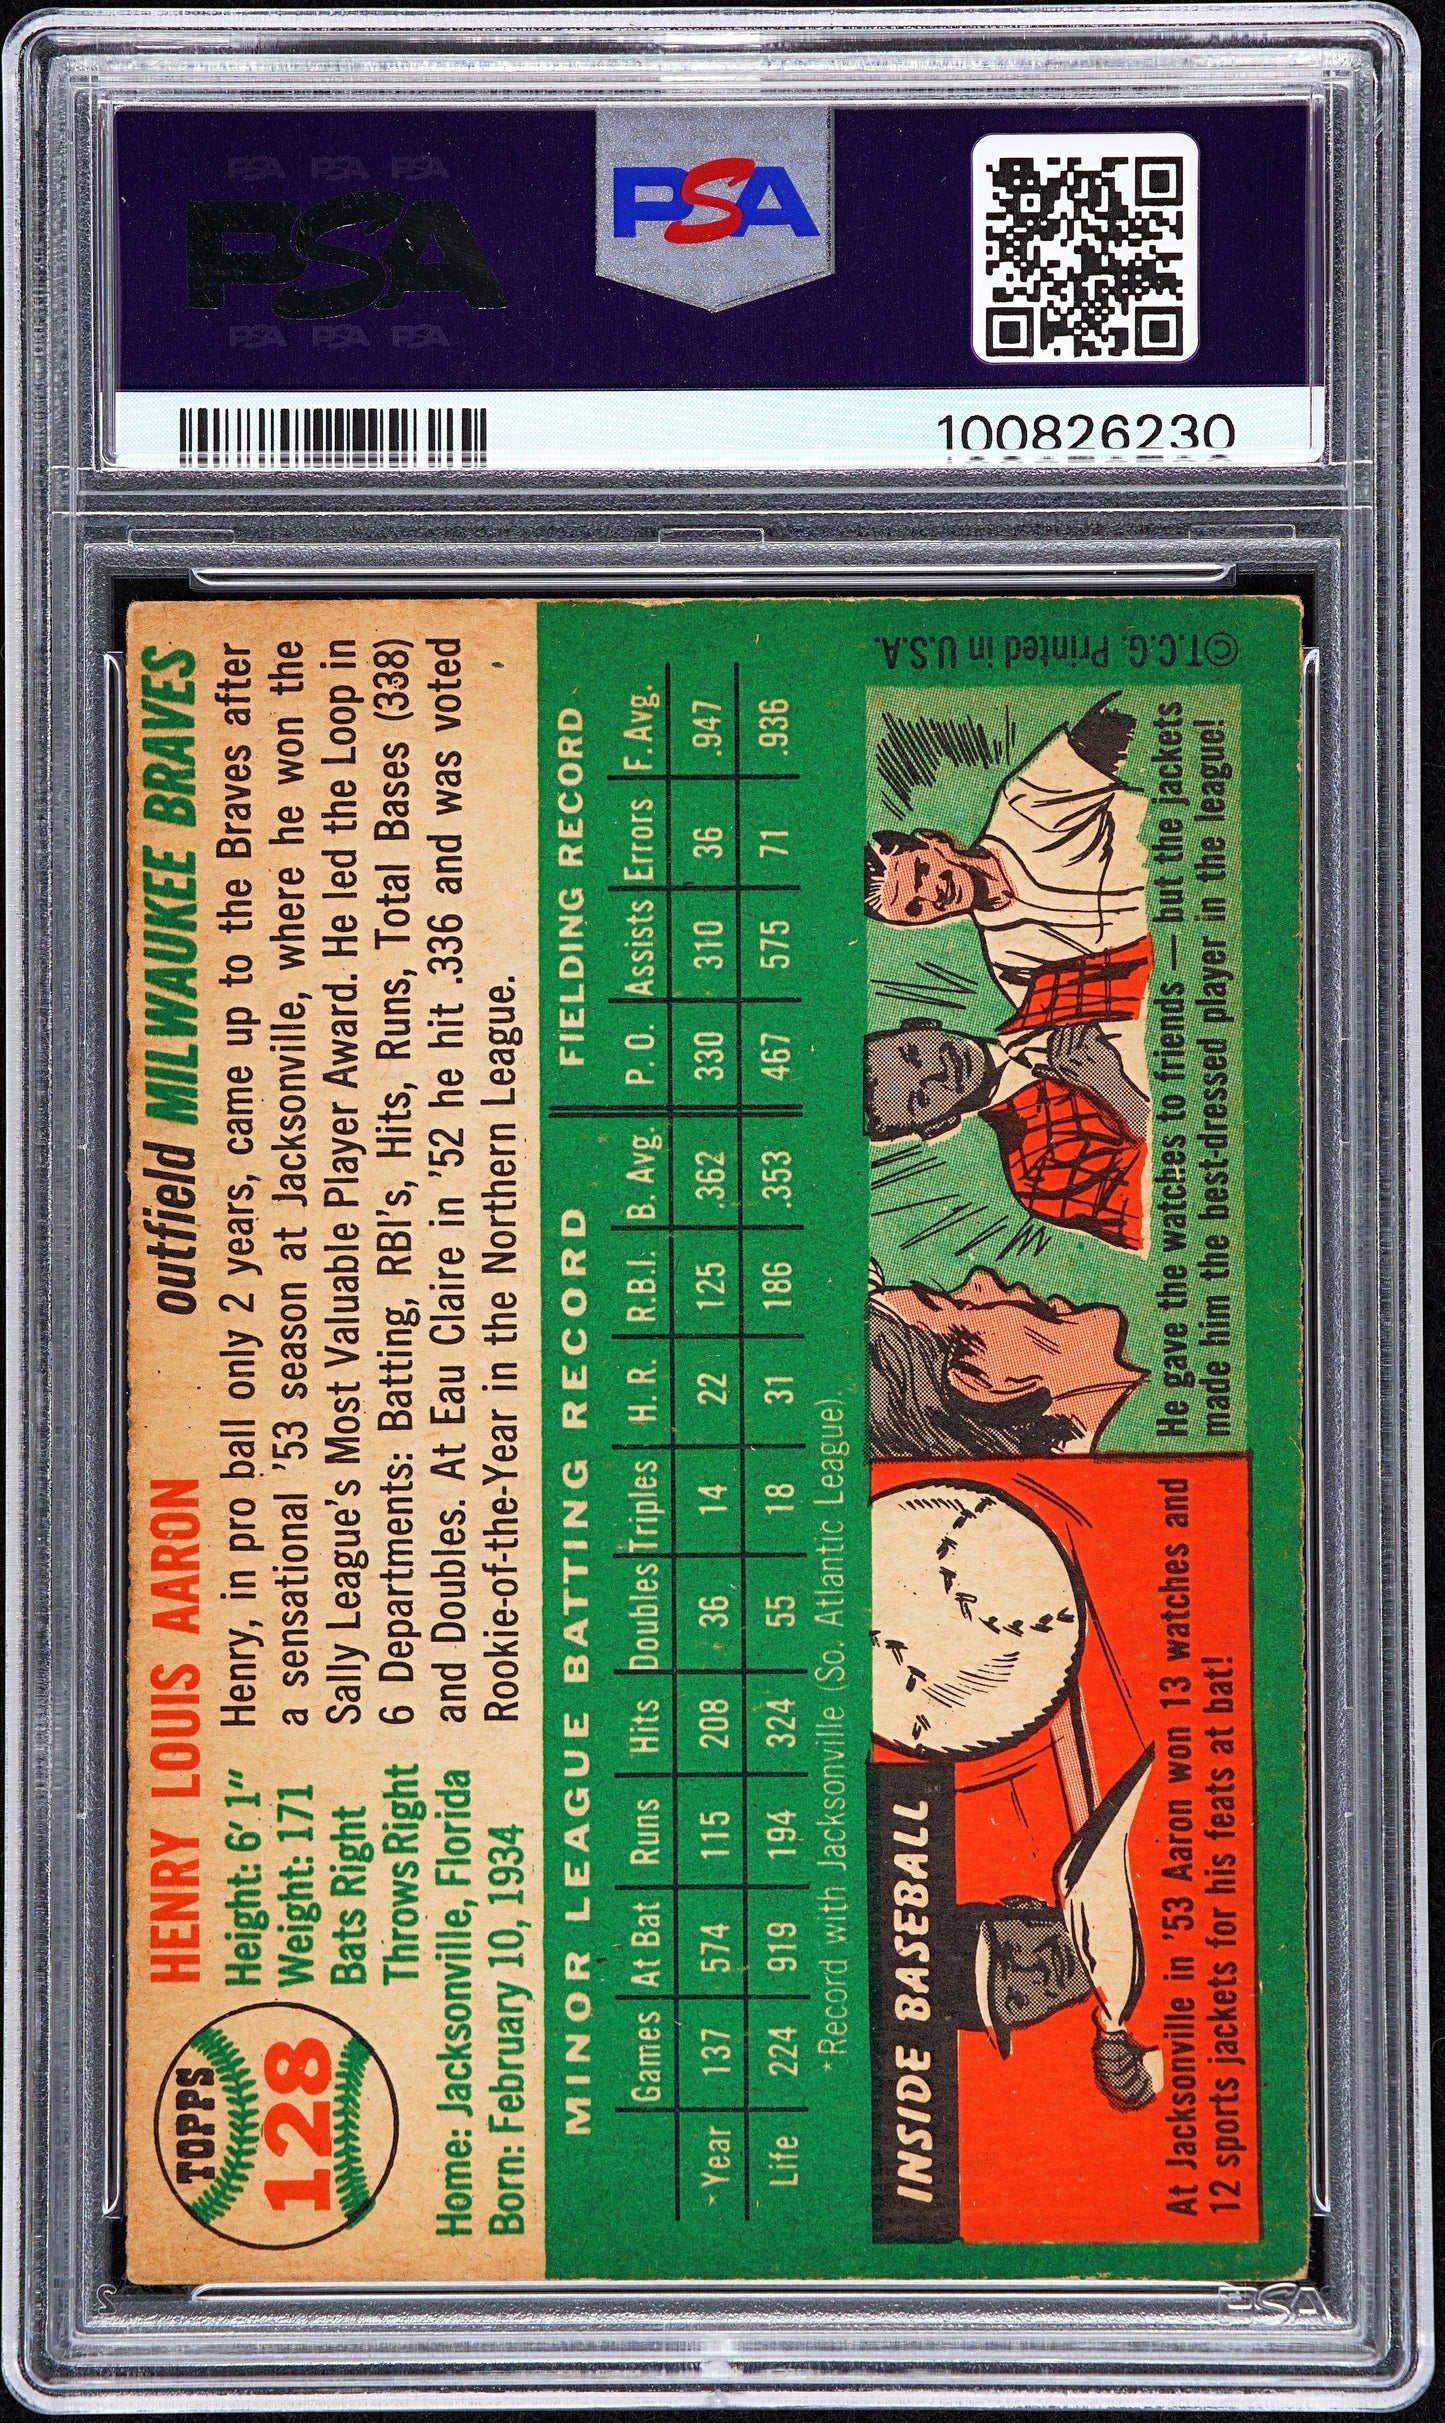 PSA PSA PSA
PSA
PSA PSA PSA
PSA
100826230
TOPPS
128
HENRY LOUIS AARON
outfield MILWAUKEE BRAVES
Height: 6' 1"
Weight: 171
Bats Right
Throws Right
Home: Jacksonville, Florida
Born: February 10, 1934
Henry, in pro ball only 2 years, came up to the Braves after
a sensational '53 season at Jacksonville, where he won the
Sally League's Most Valuable Player Award. He led the Loop in
6 Departments: Batting, RBI's, Hits, Runs, Total Bases (338)
and Doubles. At Eau Claire in '52 he hit .336 and was voted
Rookie-of-the-Year in the Northern League.
MINOR LEAGUE BATTING RECORD FIELDING RECORD
Games At Bat Runs Hits Doubles Triples H. R. R.B.I. B. Avg. P. O. Assists Errors F. Avg.
*Year 137 574 115 208 36 14 22 125 .362 330 310 36 .947
Life 224 919 194 324 55 18 31 186 .353 467 575 71 .936
*Record with Jacksonville (So. Atlantic League).
INSIDE BASEBALL
At Jacksonville in '53 Aaron won 13 watches and
12 sports jackets for his feats at bat!
He gave the watches to friends — but the jackets
made him the best-dressed player in the league!
©T.C.G. Printed in U.S.A.
PSA